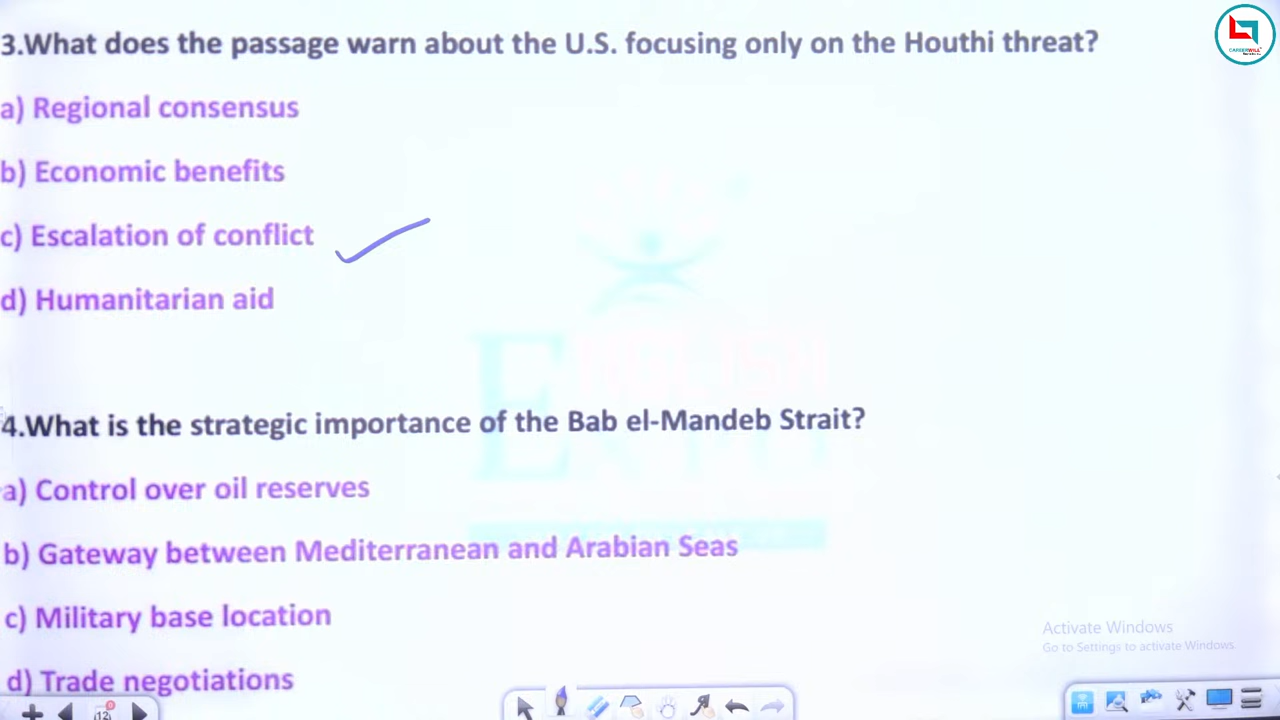 CAREERWILL
3.What does the passage warn about the U.S. focusing only on the Houthi threat?
a) Regional consensus
b) Economic benefits
c) Escalation of conflict
d) Humanitarian aid
4.What is the strategic importance of the Bab el-Mandeb Strait?
a) Control over oil reserves
b) Gateway between Mediterranean and Arabian Seas
c) Military base location
d) Trade negotiations
Activate Windows
Go to Settings to activate Windows.
12